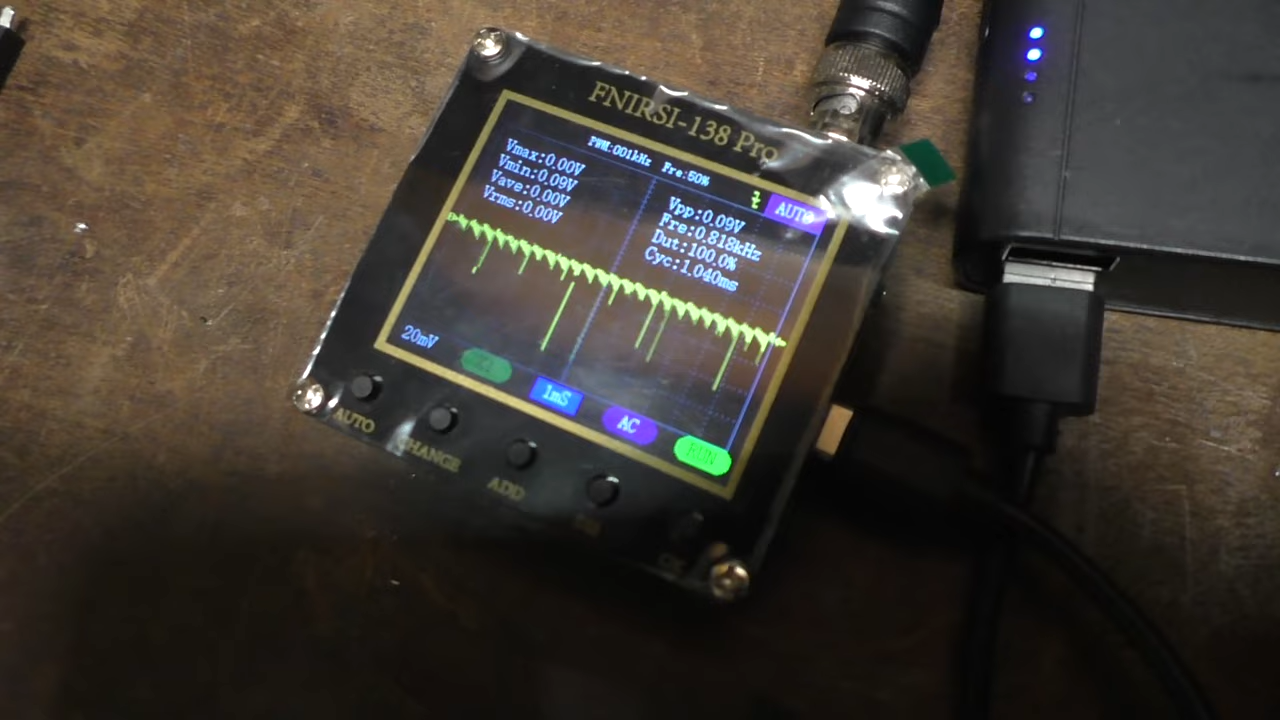 FNIRSI-138 Pro
PWM:001kHz Fre:50%
AUTO
Vmax:0.00V
Vmin:0.09V
Vave:0.00V
Vrms:0.00V
Vpp:0.09V
Fre:0.818kHz
Dut:100.0%
Cyc:1.040ms
20mV
1mS
AC
RUN
AUTO
CHANGE
ADD
OK